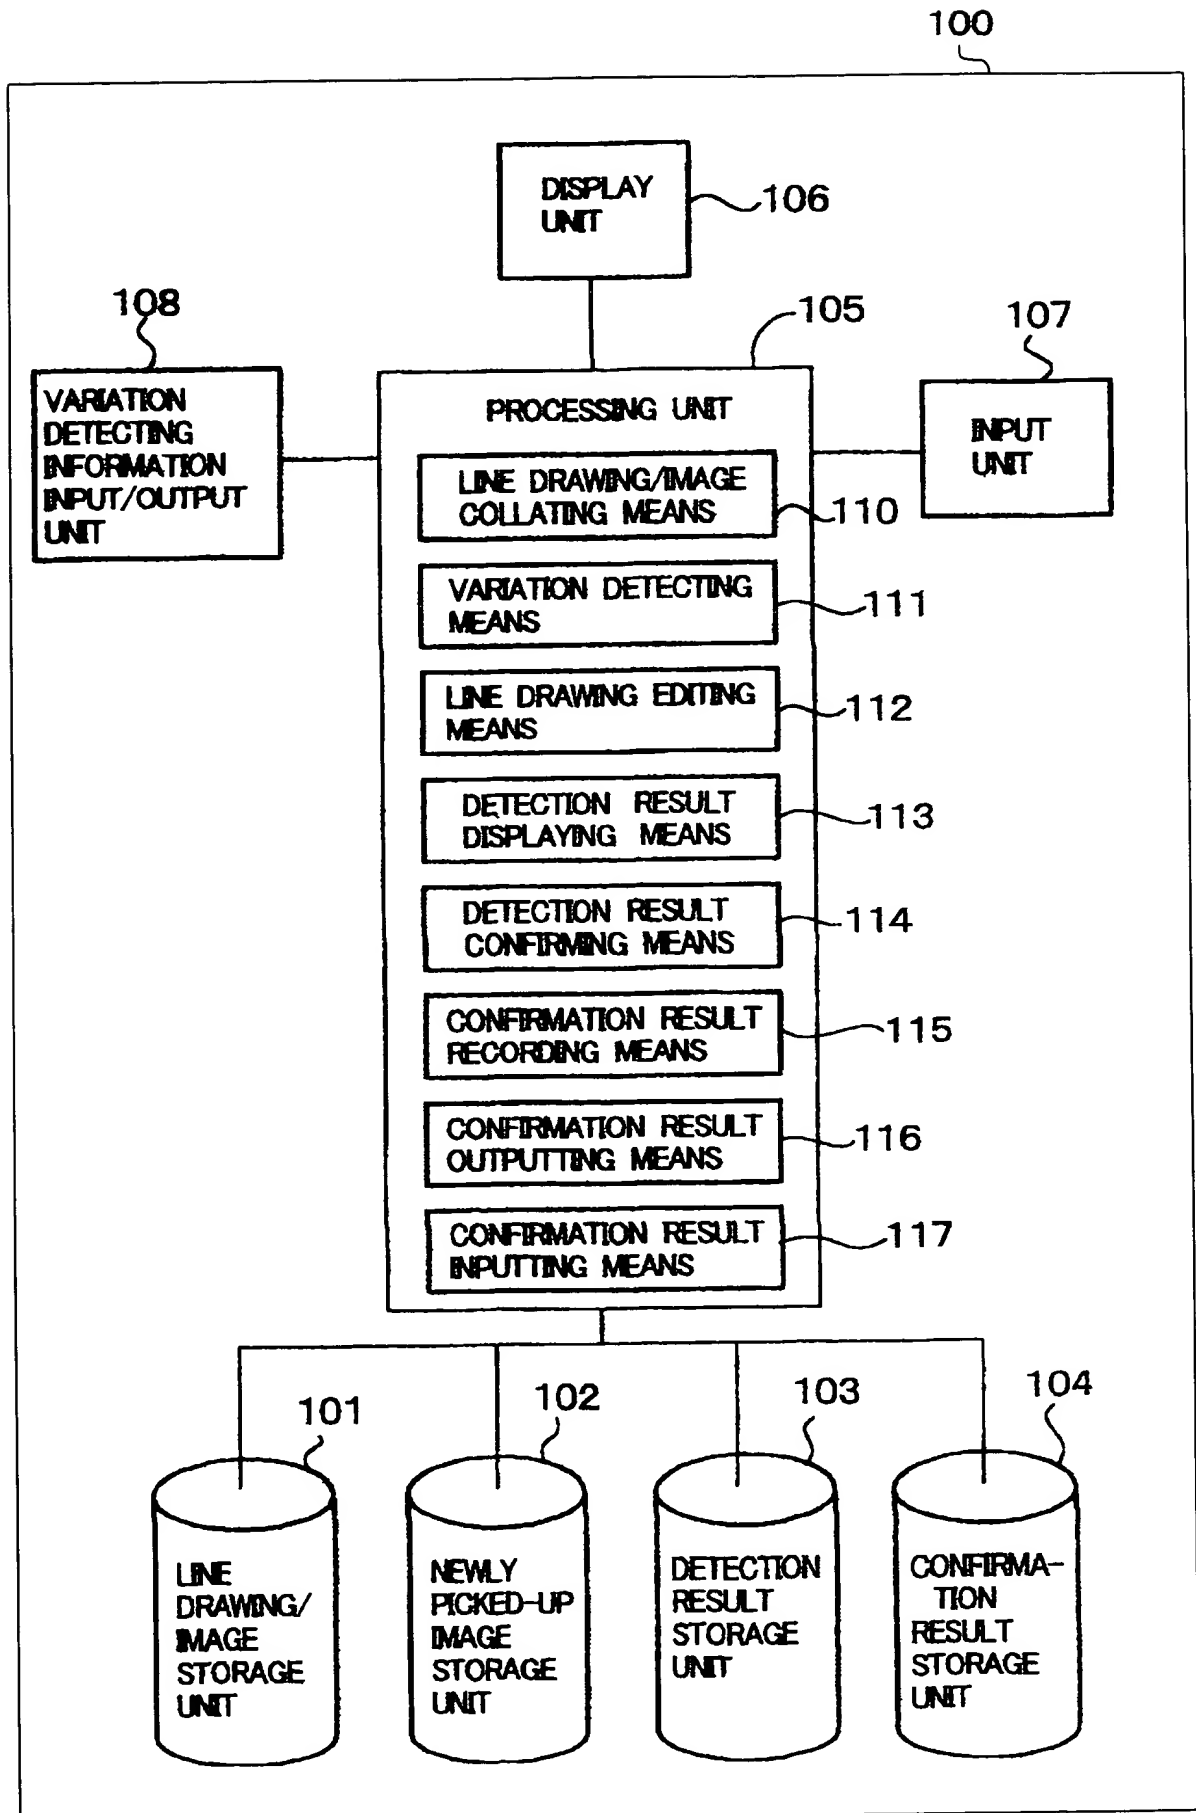 100
DISPLAY
UNIT
106
108
105
107
VARIATION
DETECTING
INFORMATION
INPUT/OUTPUT
UNIT
PROCESSING UNIT
INPUT
UNIT
LINE DRAWING/IMAGE
COLLATING MEANS
110
VARIATION DETECTING
MEANS
111
LINE DRAWING EDITING
MEANS
112
DETECTION RESULT
DISPLAYING MEANS
113
DETECTION RESULT
CONFIRMING MEANS
114
CONFIRMATION RESULT
RECORDING MEANS
115
CONFIRMATION RESULT
OUTPUTTING MEANS
116
CONFIRMATION RESULT
INPUTTING MEANS
117
101
102
103
104
LINE
DRAWING/
IMAGE
STORAGE
UNIT
NEWLY
PICKED-UP
IMAGE
STORAGE
UNIT
DETECTION
RESULT
STORAGE
UNIT
CONFIRMA-
TION
RESULT
STORAGE
UNIT